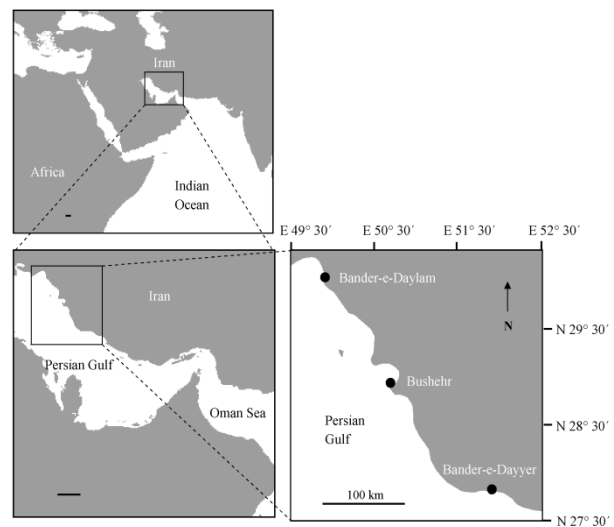 Iran
Africa
Indian
Ocean
Iran
Persian Gulf
Oman Sea
E 49° 30′
E 50° 30′
E 51° 30′
E 52° 30′
Bander-e-Daylam
N
N 29° 30′
Bushehr
Persian
Gulf
N 28° 30′
Bander-e-Dayyer
100 km
N 27° 30′